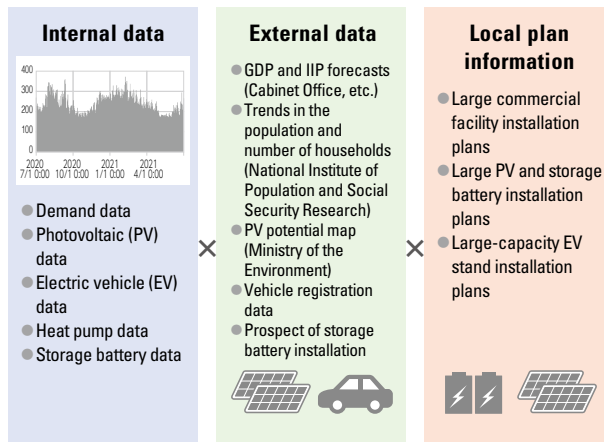 Internal data
400
300
200
100
0
2020 2020 2021 2021
7/1 0:00 10/1 0:00 1/1 0:00 4/1 0:00
● Demand data
● Photovoltaic (PV)
data
● Electric vehicle (EV)
data
● Heat pump data
● Storage battery data
×
External data
● GDP and IIP forecasts
(Cabinet Office, etc.)
● Trends in the
population and
number of households
(National Institute of
Population and Social
Security Research)
● PV potential map
(Ministry of the
Environment)
● Vehicle registration
data
● Prospect of storage
battery installation
×
Local plan
information
● Large commercial
facility installation
plans
● Large PV and storage
battery installation
plans
● Large-capacity EV
stand installation
plans